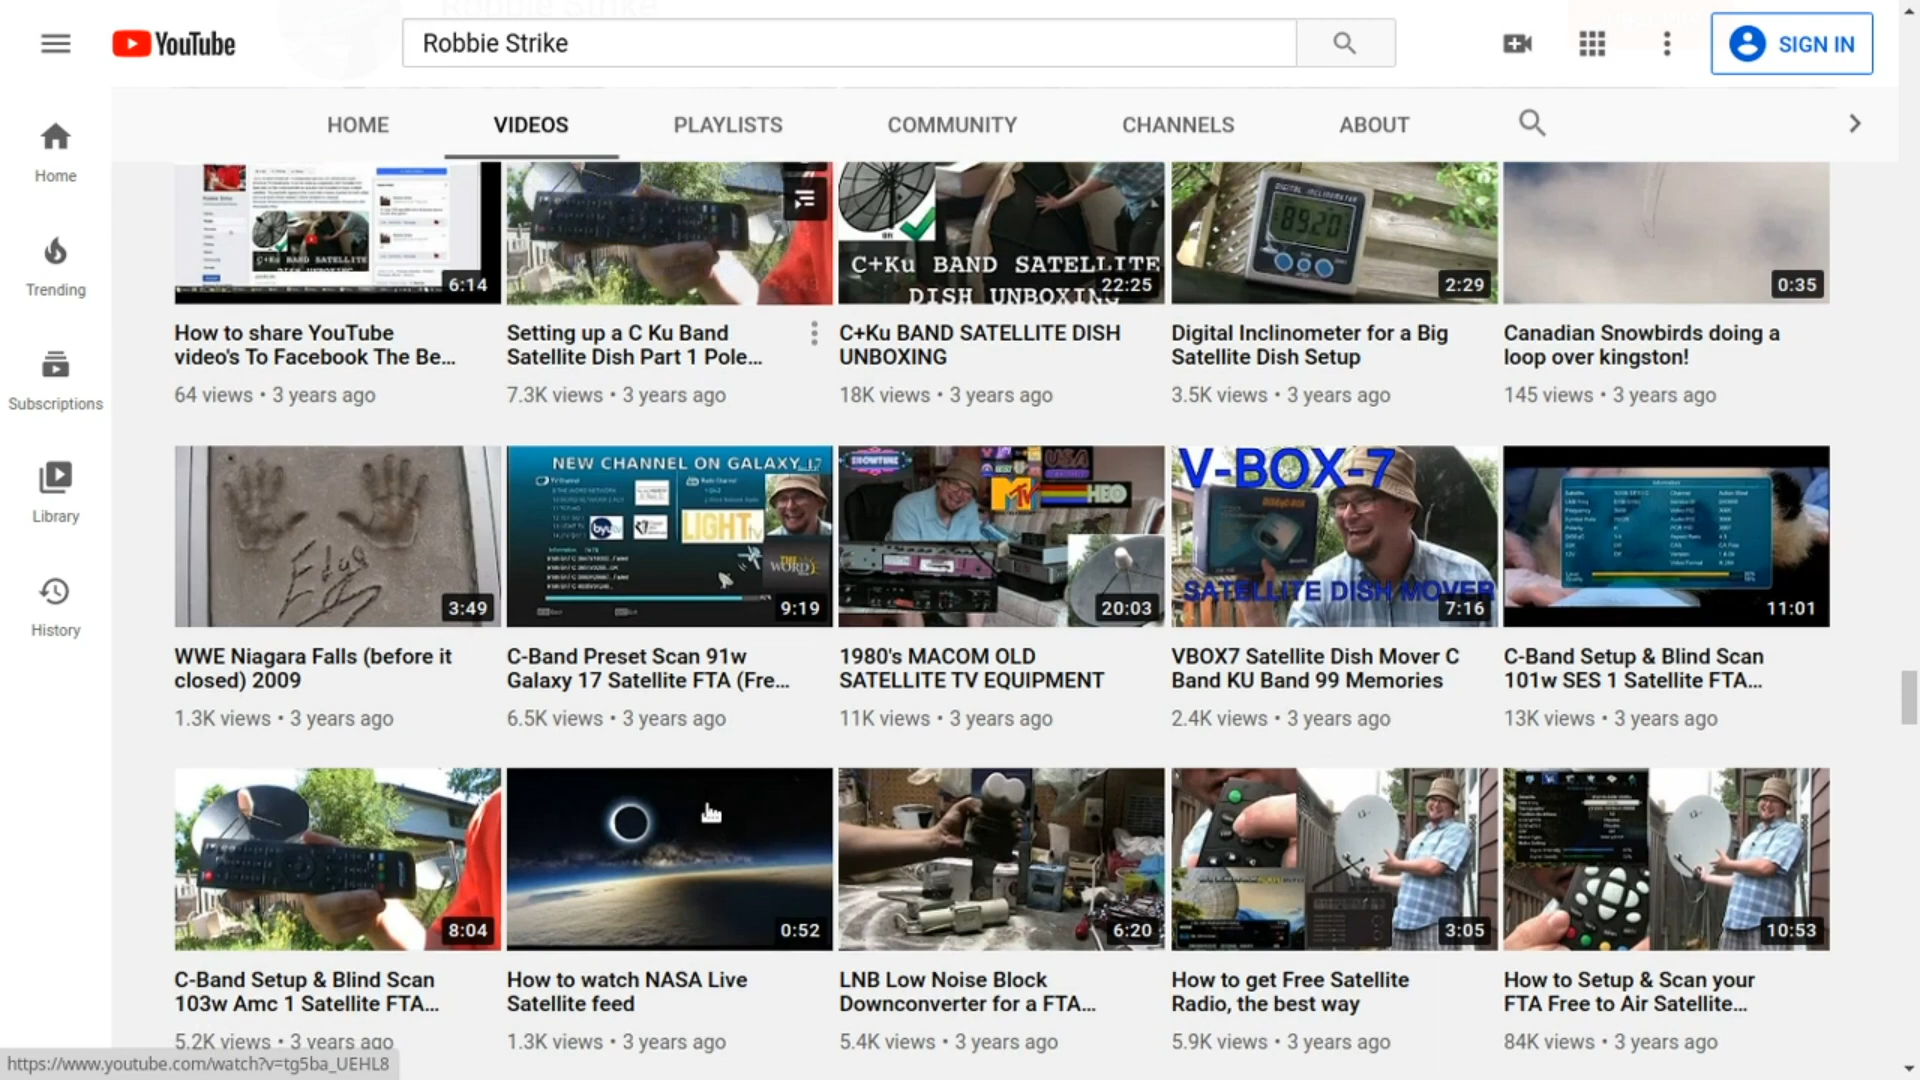 YouTube
Robbie Strike
SIGN IN
HOME
VIDEOS
PLAYLISTS
COMMUNITY
CHANNELS
ABOUT
Home
Trending
Subscriptions
Library
History
6:14
C+Ku BAND SATELLITE
DISH UNBOXING
22:25
DIGITAL INCLINOMETER
89.20
2:29
0:35
How to share YouTube
video's To Facebook The Be...
64 views • 3 years ago
Setting up a C Ku Band
Satellite Dish Part 1 Pole...
7.3K views • 3 years ago
C+Ku BAND SATELLITE DISH
UNBOXING
18K views • 3 years ago
Digital Inclinometer for a Big
Satellite Dish Setup
3.5K views • 3 years ago
Canadian Snowbirds doing a
loop over kingston!
145 views • 3 years ago
Edge
3:49
NEW CHANNEL ON GALAXY 17
byu
LIGHT tv
THE WORD
9:19
SHOWTIME
USA
MTV
HBO
20:03
V-BOX-7
SATELLITE DISH MOVER
7:16
11:01
WWE Niagara Falls (before it
closed) 2009
1.3K views • 3 years ago
C-Band Preset Scan 91w
Galaxy 17 Satellite FTA (Fre...
6.5K views • 3 years ago
1980's MACOM OLD
SATELLITE TV EQUIPMENT
11K views • 3 years ago
VBOX7 Satellite Dish Mover C
Band KU Band 99 Memories
2.4K views • 3 years ago
C-Band Setup & Blind Scan
101w SES 1 Satellite FTA...
13K views • 3 years ago
8:04
0:52
6:20
3:05
10:53
C-Band Setup & Blind Scan
103w Amc 1 Satellite FTA...
5.2K views • 3 years ago
How to watch NASA Live
Satellite feed
1.3K views • 3 years ago
LNB Low Noise Block
Downconverter for a FTA...
5.4K views • 3 years ago
How to get Free Satellite
Radio, the best way
5.9K views • 3 years ago
How to Setup & Scan your
FTA Free to Air Satellite...
84K views • 3 years ago
https://www.youtube.com/watch?v=tg5ba_UEHL8